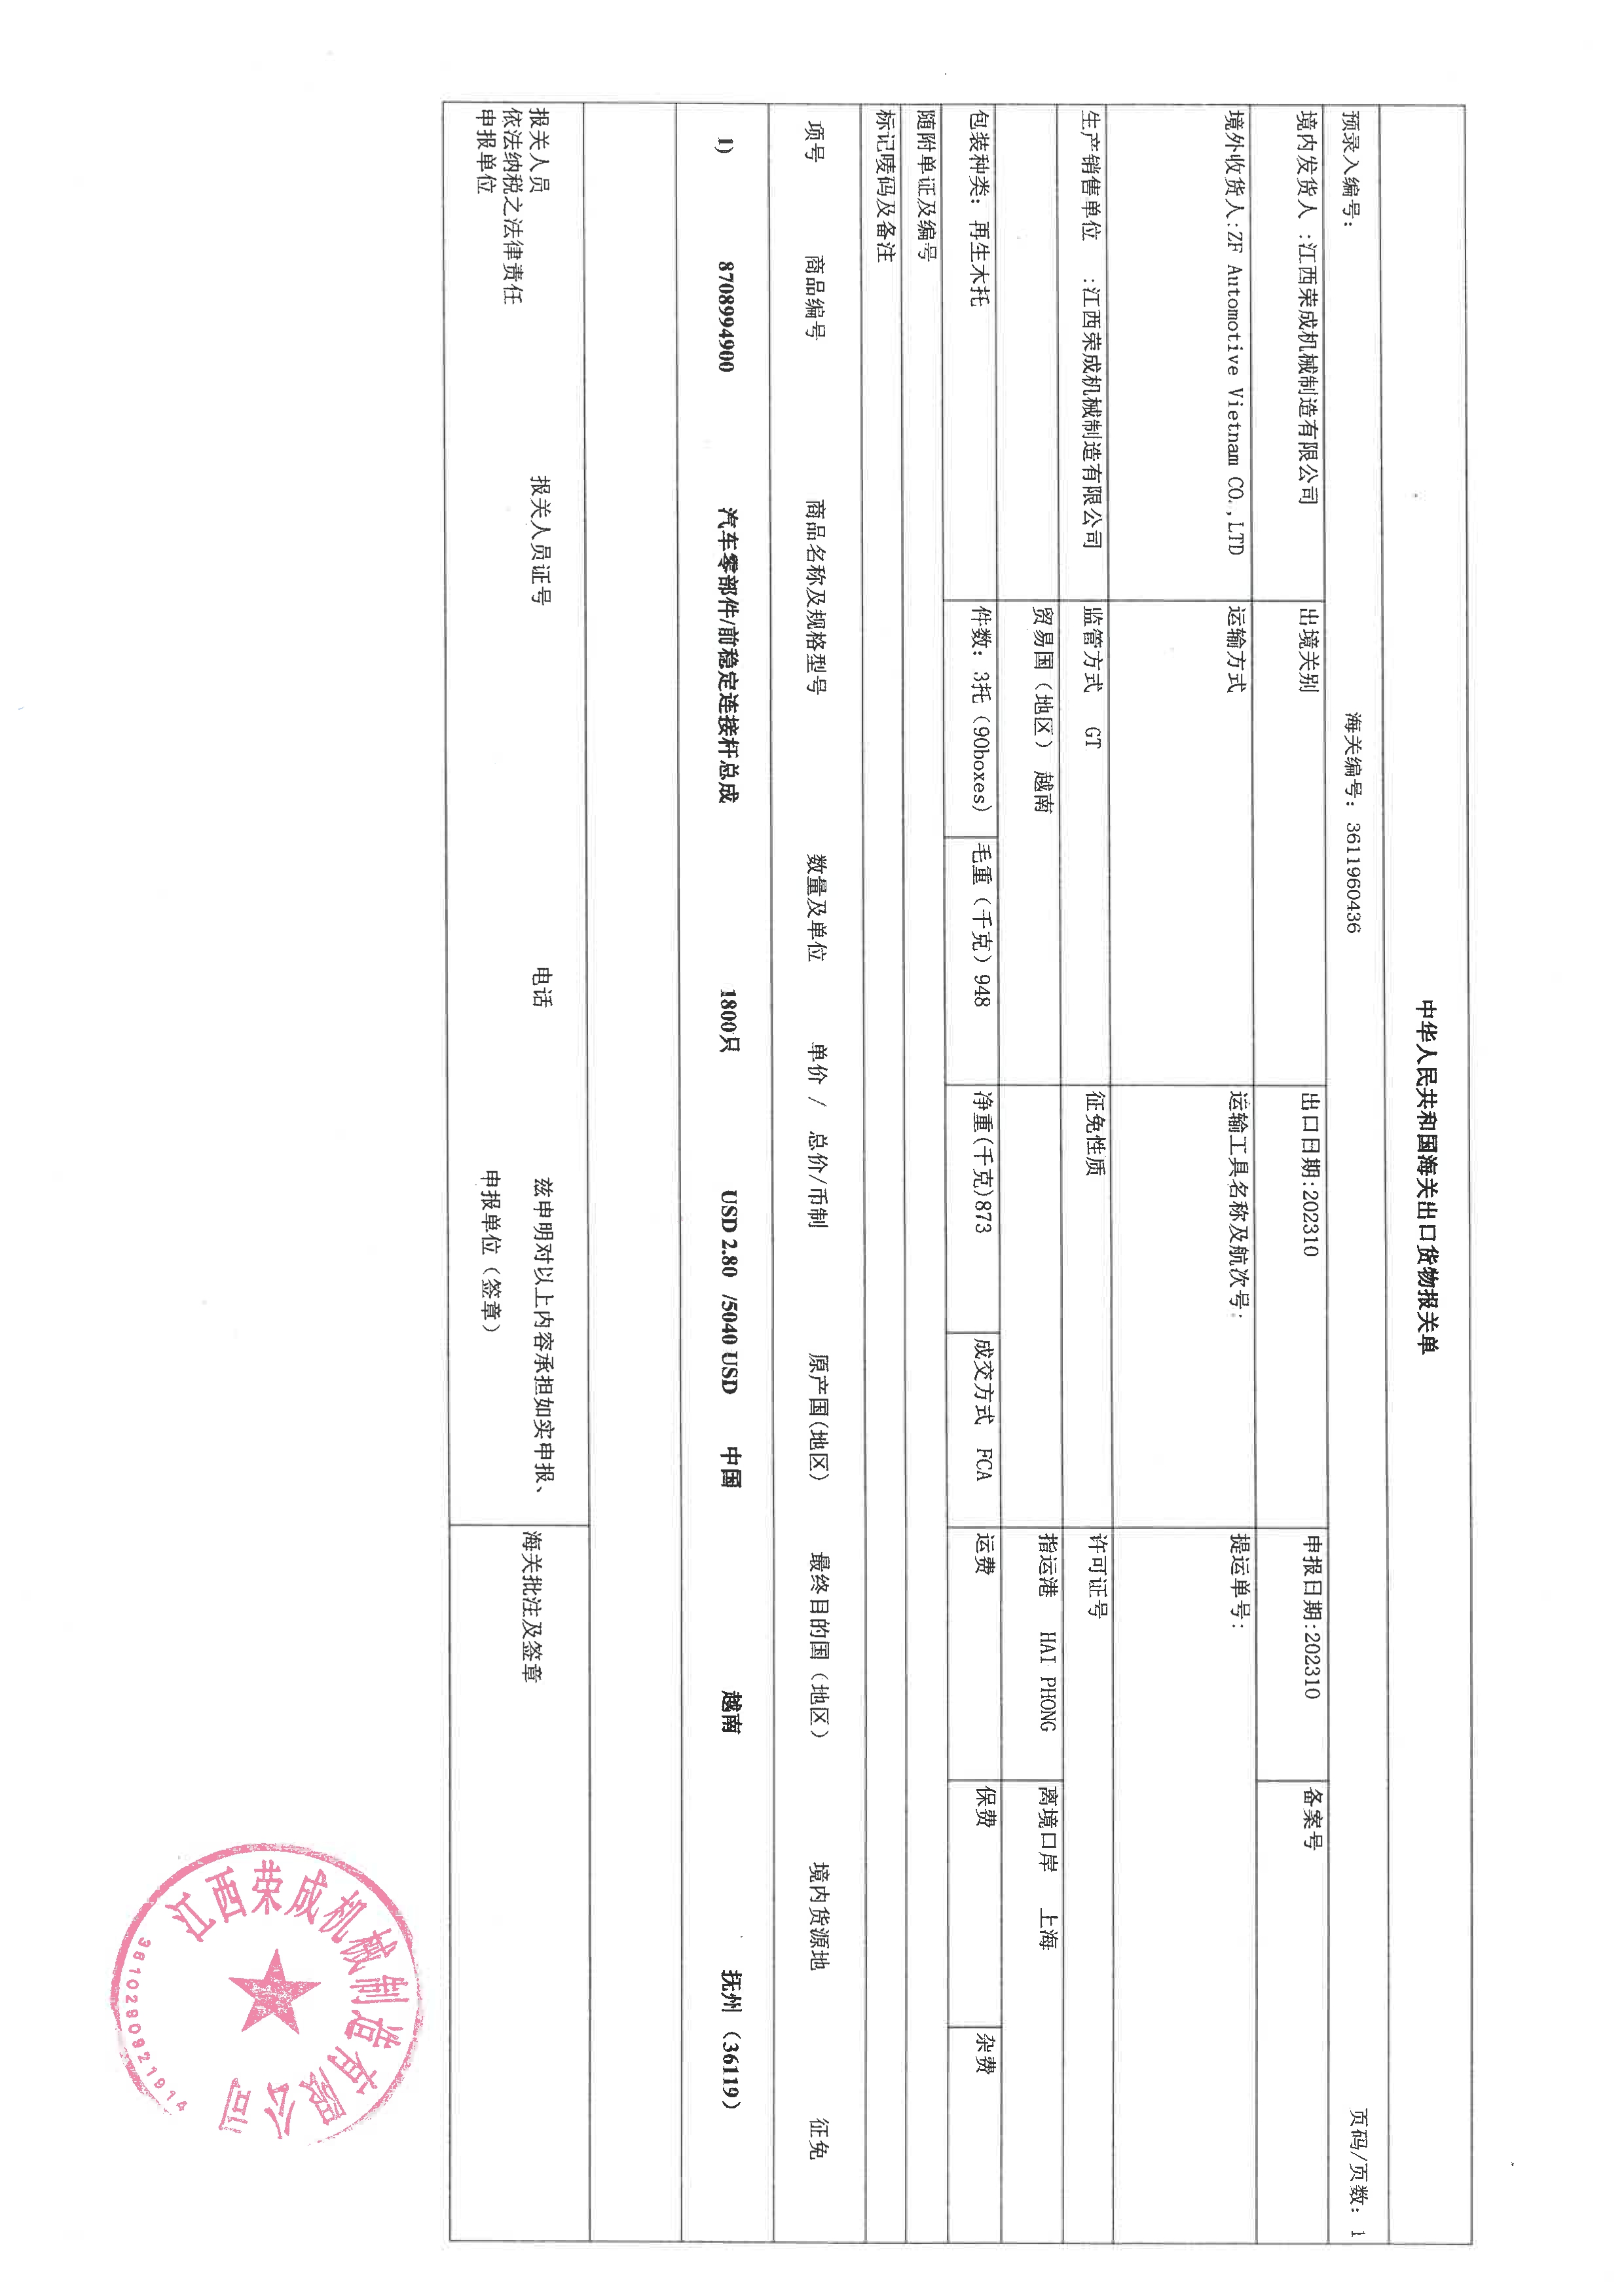 中华人民共和国海关出口货物报关单
预录入编号： 海关编号：3611960436 页码/页数：1
境内发货人 :江西荣成机械制造有限公司 出境关别 出口日期:202310 申报日期:202310 备案号
境外收货人:ZF Automotive Vietnam CO.,LTD 运输方式 运输工具名称及航次号: 提运单号:
生产销售单位 :江西荣成机械制造有限公司 监管方式 GT 征免性质 许可证号
贸易国（地区） 越南 指运港 HAI PHONG 离境口岸 上海
包装种类：再生木托 件数：3托（90boxes） 毛重（千克）948 净重(千克)873 成交方式 FCA 运费 保费 杂费
随附单证及编号
标记唛码及备注
项号 商品编号 商品名称及规格型号 数量及单位 单价 / 总价/币制 原产国(地区) 最终目的国（地区） 境内货源地 征免
1) 8708994900 汽车零部件/前稳定连接杆总成 1800只 USD 2.80 /5040 USD 中国 越南 抚州 （36119）
报关人员 报关人员证号 电话 兹申明对以上内容承担如实申报、 海关批注及签章
依法纳税之法律责任
申报单位 申报单位（签章）
江西荣成机械制造有限公司